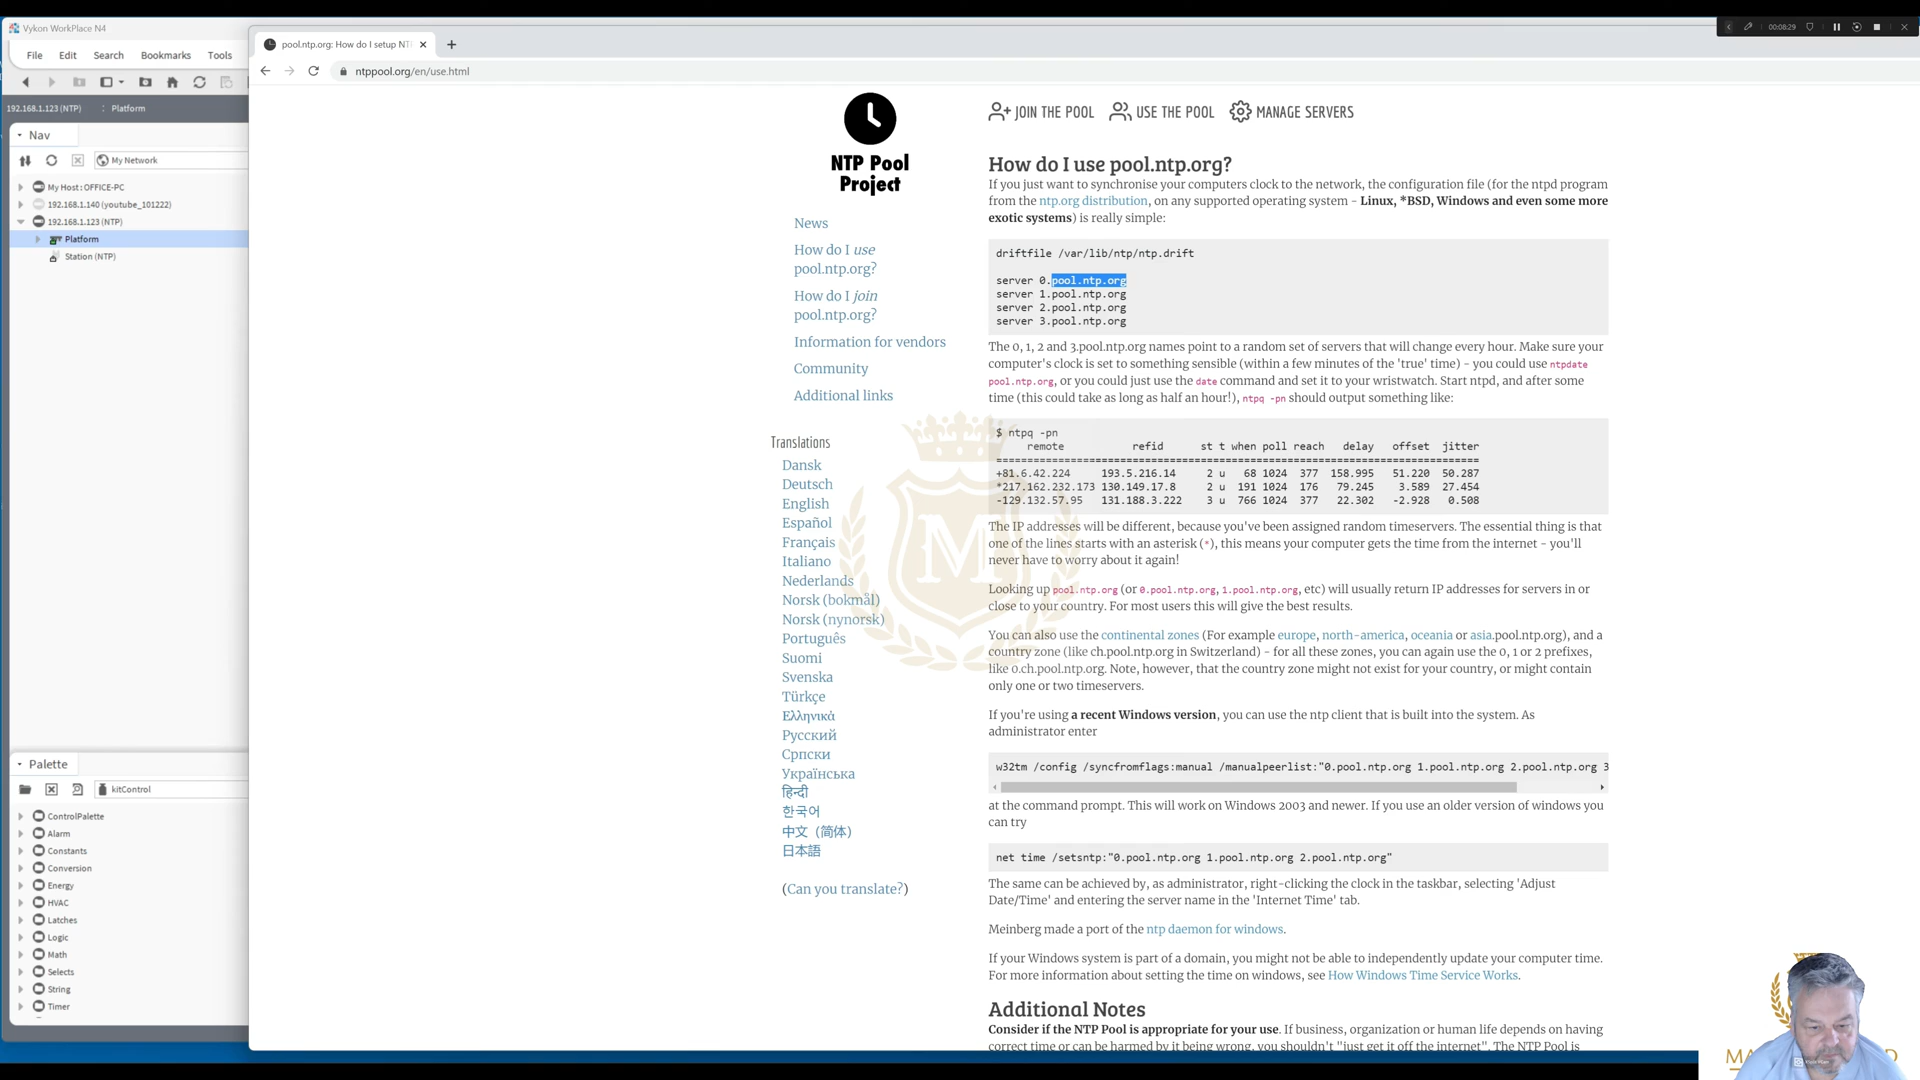 Vykon WorkPlace N4
File Edit Search Bookmarks Tools
192.168.1.123 (NTP) : Platform
Nav
My Network
My Host : OFFICE-PC
192.168.1.140 (youtube_101222)
192.168.1.123 (NTP)
Platform
Station (NTP)
Palette
kitControl
ControlPalette
Alarm
Constants
Conversion
Energy
HVAC
Latches
Logic
Math
Selects
String
Timer
pool.ntp.org: How do I setup NT
ntppool.org/en/use.html
00:08:29
NTP Pool
Project
News
How do I use
pool.ntp.org?
How do I join
pool.ntp.org?
Information for vendors
Community
Additional links
Translations
Dansk
Deutsch
English
Español
Français
Italiano
Nederlands
Norsk (bokmål)
Norsk (nynorsk)
Português
Suomi
Svenska
Türkçe
Ελληνικά
Русский
Српски
Українська
हिन्दी
한국어
中文（简体）
日本語
(Can you translate?)
JOIN THE POOL USE THE POOL MANAGE SERVERS
How do I use pool.ntp.org?
If you just want to synchronise your computers clock to the network, the configuration file (for the ntpd program
from the ntp.org distribution, on any supported operating system - Linux, *BSD, Windows and even some more
exotic systems) is really simple:
driftfile /var/lib/ntp/ntp.drift
server 0.pool.ntp.org
server 1.pool.ntp.org
server 2.pool.ntp.org
server 3.pool.ntp.org
The 0, 1, 2 and 3.pool.ntp.org names point to a random set of servers that will change every hour. Make sure your
computer's clock is set to something sensible (within a few minutes of the 'true' time) - you could use ntpdate
pool.ntp.org, or you could just use the date command and set it to your wristwatch. Start ntpd, and after some
time (this could take as long as half an hour!), ntpq -pn should output something like:
$ ntpq -pn
remote refid st t when poll reach delay offset jitter
==============================================================================
+81.6.42.224 193.5.216.14 2 u 68 1024 377 158.995 51.220 50.287
*217.162.232.173 130.149.17.8 2 u 191 1024 176 79.245 3.589 27.454
-129.132.57.95 131.188.3.222 3 u 766 1024 377 22.302 -2.928 0.508
The IP addresses will be different, because you've been assigned random timeservers. The essential thing is that
one of the lines starts with an asterisk (*), this means your computer gets the time from the internet - you'll
never have to worry about it again!
Looking up pool.ntp.org (or 0.pool.ntp.org, 1.pool.ntp.org, etc) will usually return IP addresses for servers in or
close to your country. For most users this will give the best results.
You can also use the continental zones (For example europe, north-america, oceania or asia.pool.ntp.org), and a
country zone (like ch.pool.ntp.org in Switzerland) - for all these zones, you can again use the 0, 1 or 2 prefixes,
like 0.ch.pool.ntp.org. Note, however, that the country zone might not exist for your country, or might contain
only one or two timeservers.
If you're using a recent Windows version, you can use the ntp client that is built into the system. As
administrator enter
w32tm /config /syncfromflags:manual /manualpeerlist:"0.pool.ntp.org 1.pool.ntp.org 2.pool.ntp.org 3
at the command prompt. This will work on Windows 2003 and newer. If you use an older version of windows you
can try
net time /setsntp:"0.pool.ntp.org 1.pool.ntp.org 2.pool.ntp.org"
The same can be achieved by, as administrator, right-clicking the clock in the taskbar, selecting 'Adjust
Date/Time' and entering the server name in the 'Internet Time' tab.
Meinberg made a port of the ntp daemon for windows.
If your Windows system is part of a domain, you might not be able to independently update your computer time.
For more information about setting the time on windows, see How Windows Time Service Works.
Additional Notes
Consider if the NTP Pool is appropriate for your use. If business, organization or human life depends on having
correct time or can be harmed by it being wrong, you shouldn't "just get it off the internet". The NTP Pool is
M